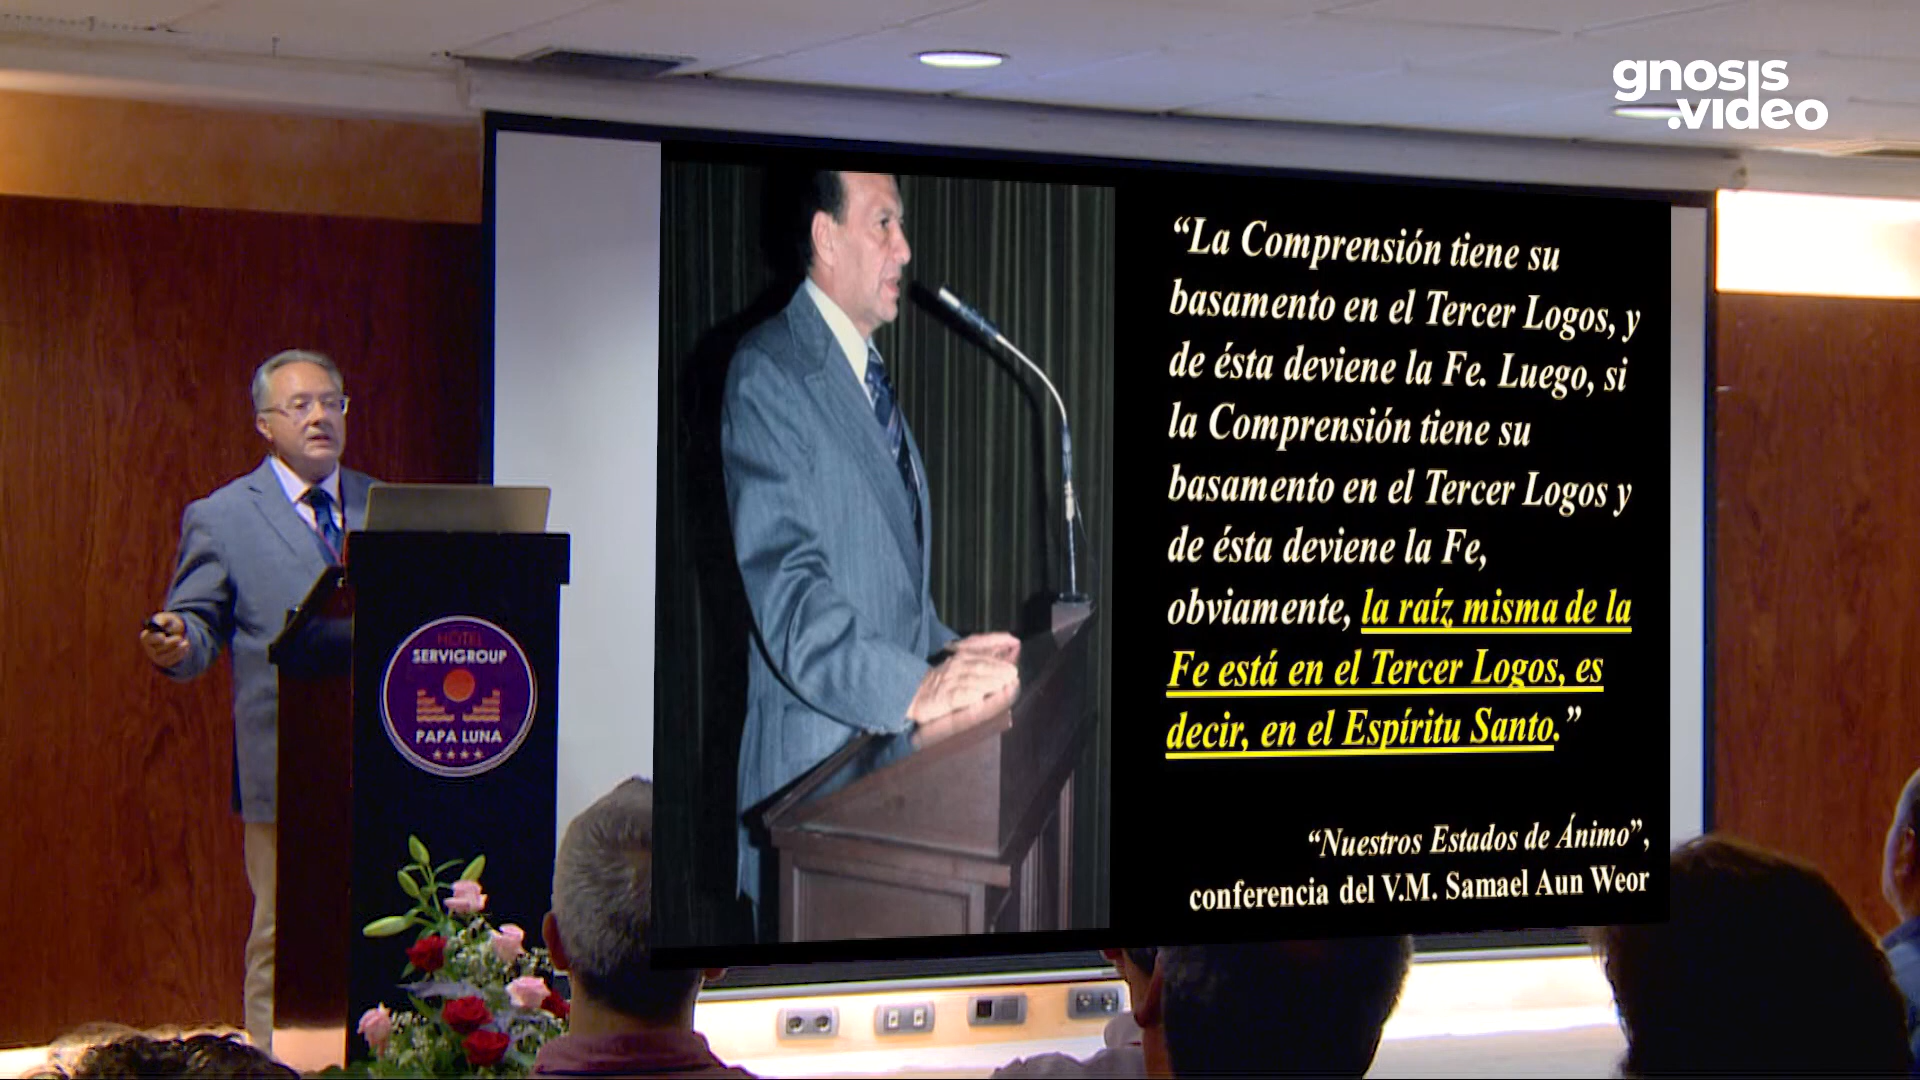 gnosis
.video
“La Comprensión tiene su
basamento en el Tercer Logos, y
de ésta deviene la Fe. Luego, si
la Comprensión tiene su
basamento en el Tercer Logos y
de ésta deviene la Fe,
obviamente, la raíz misma de la
Fe está en el Tercer Logos, es
decir, en el Espíritu Santo.”
“Nuestros Estados de Ánimo”,
conferencia del V.M. Samael Aun Weor
HOTEL
SERVIGROUP
PAPA LUNA